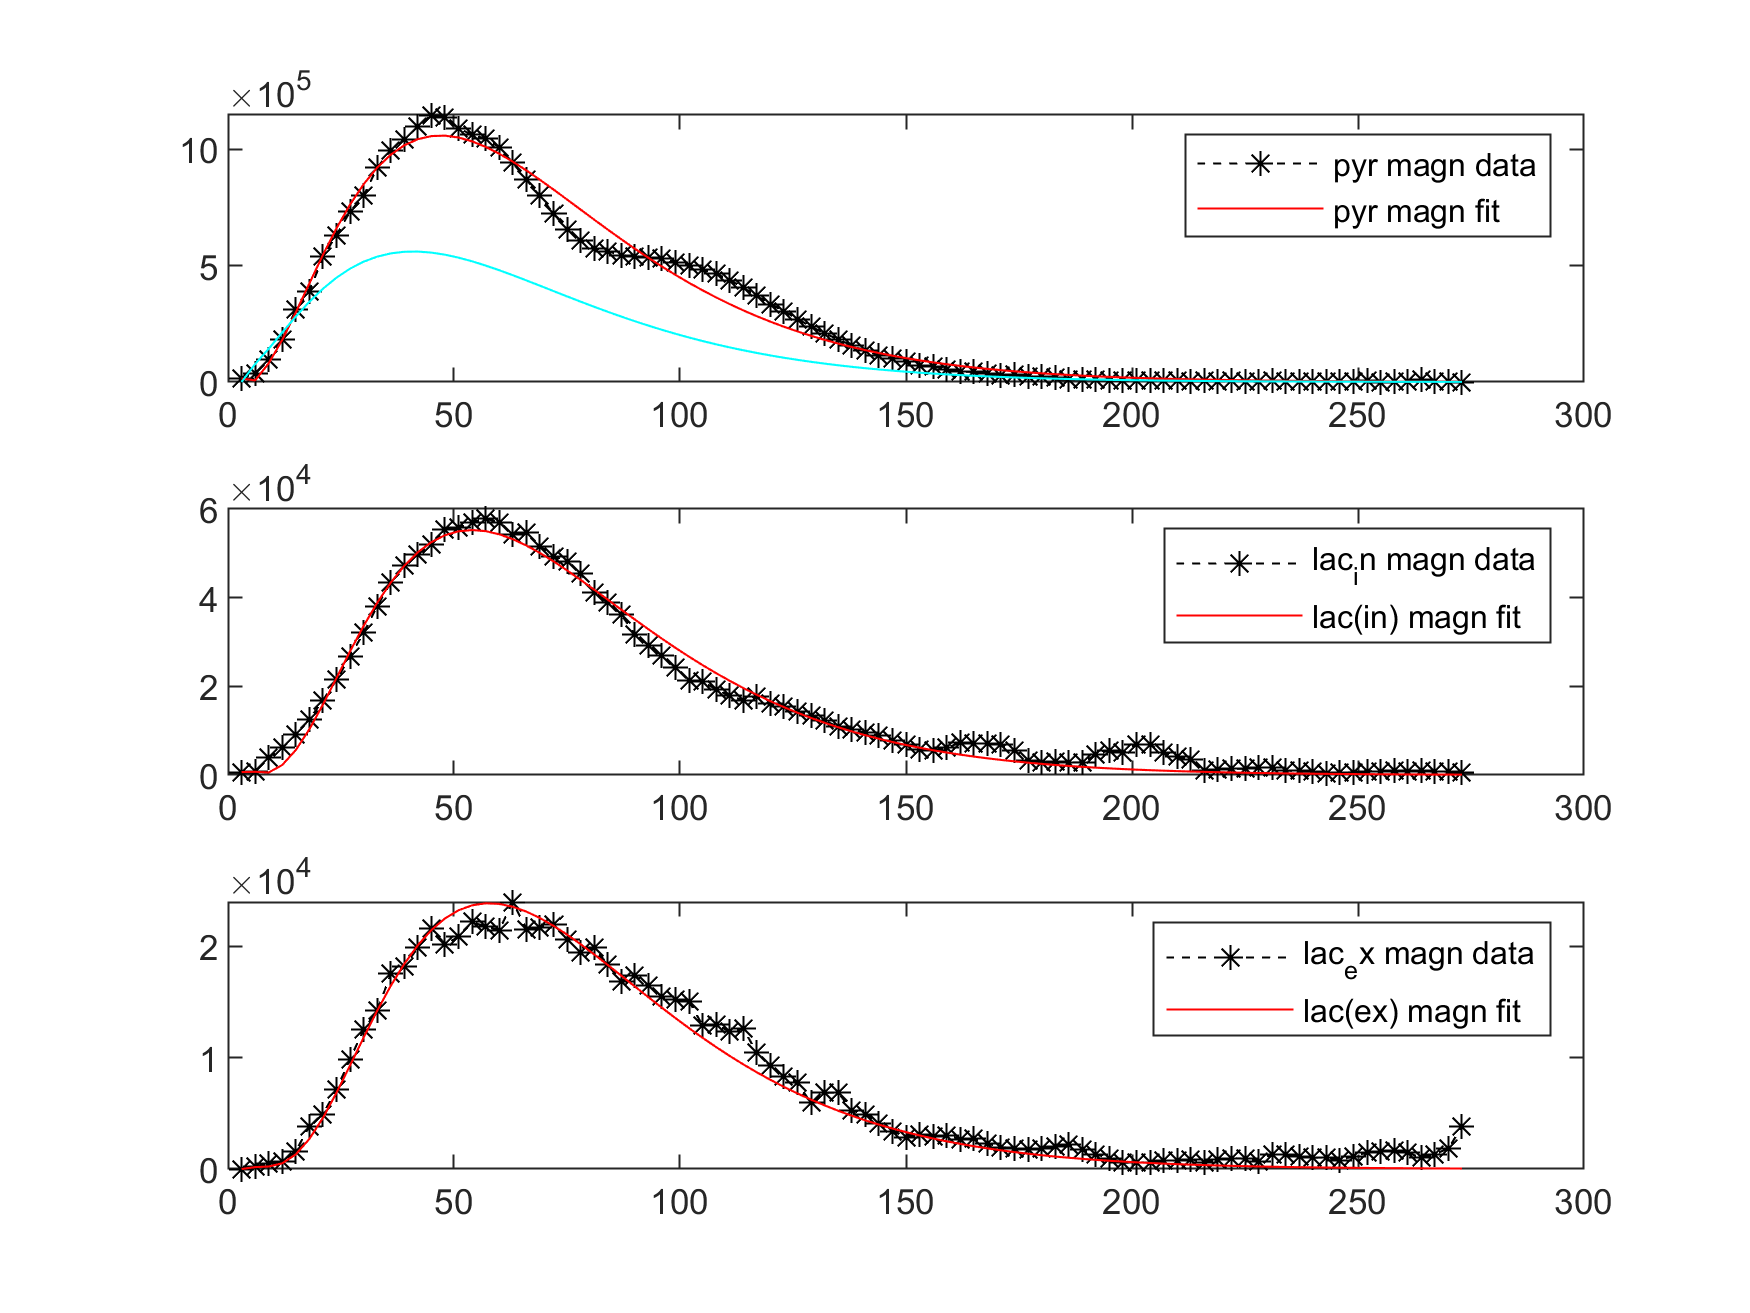 ×10^5
10
5
0
0 50 100 150 200 250 300
pyr magn data
pyr magn fit
×10^4
6
4
2
0
0 50 100 150 200 250 300
lac_in magn data
lac(in) magn fit
×10^4
2
1
0
0 50 100 150 200 250 300
lac_ex magn data
lac(ex) magn fit